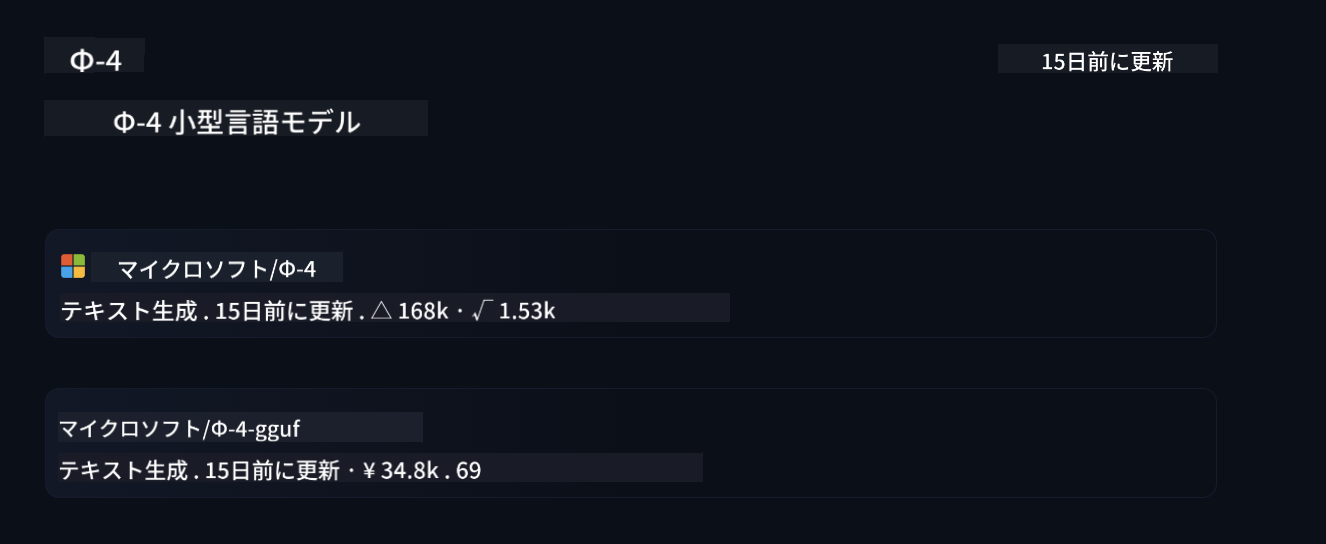 Φ-4
15日前に更新
Φ-4 小型言語モデル
マイクロソフト/Φ-4
テキスト生成 . 15日前に更新 . △ 168k · √ 1.53k
マイクロソフト/Φ-4-gguf
テキスト生成 . 15日前に更新 · ¥ 34.8k . 69